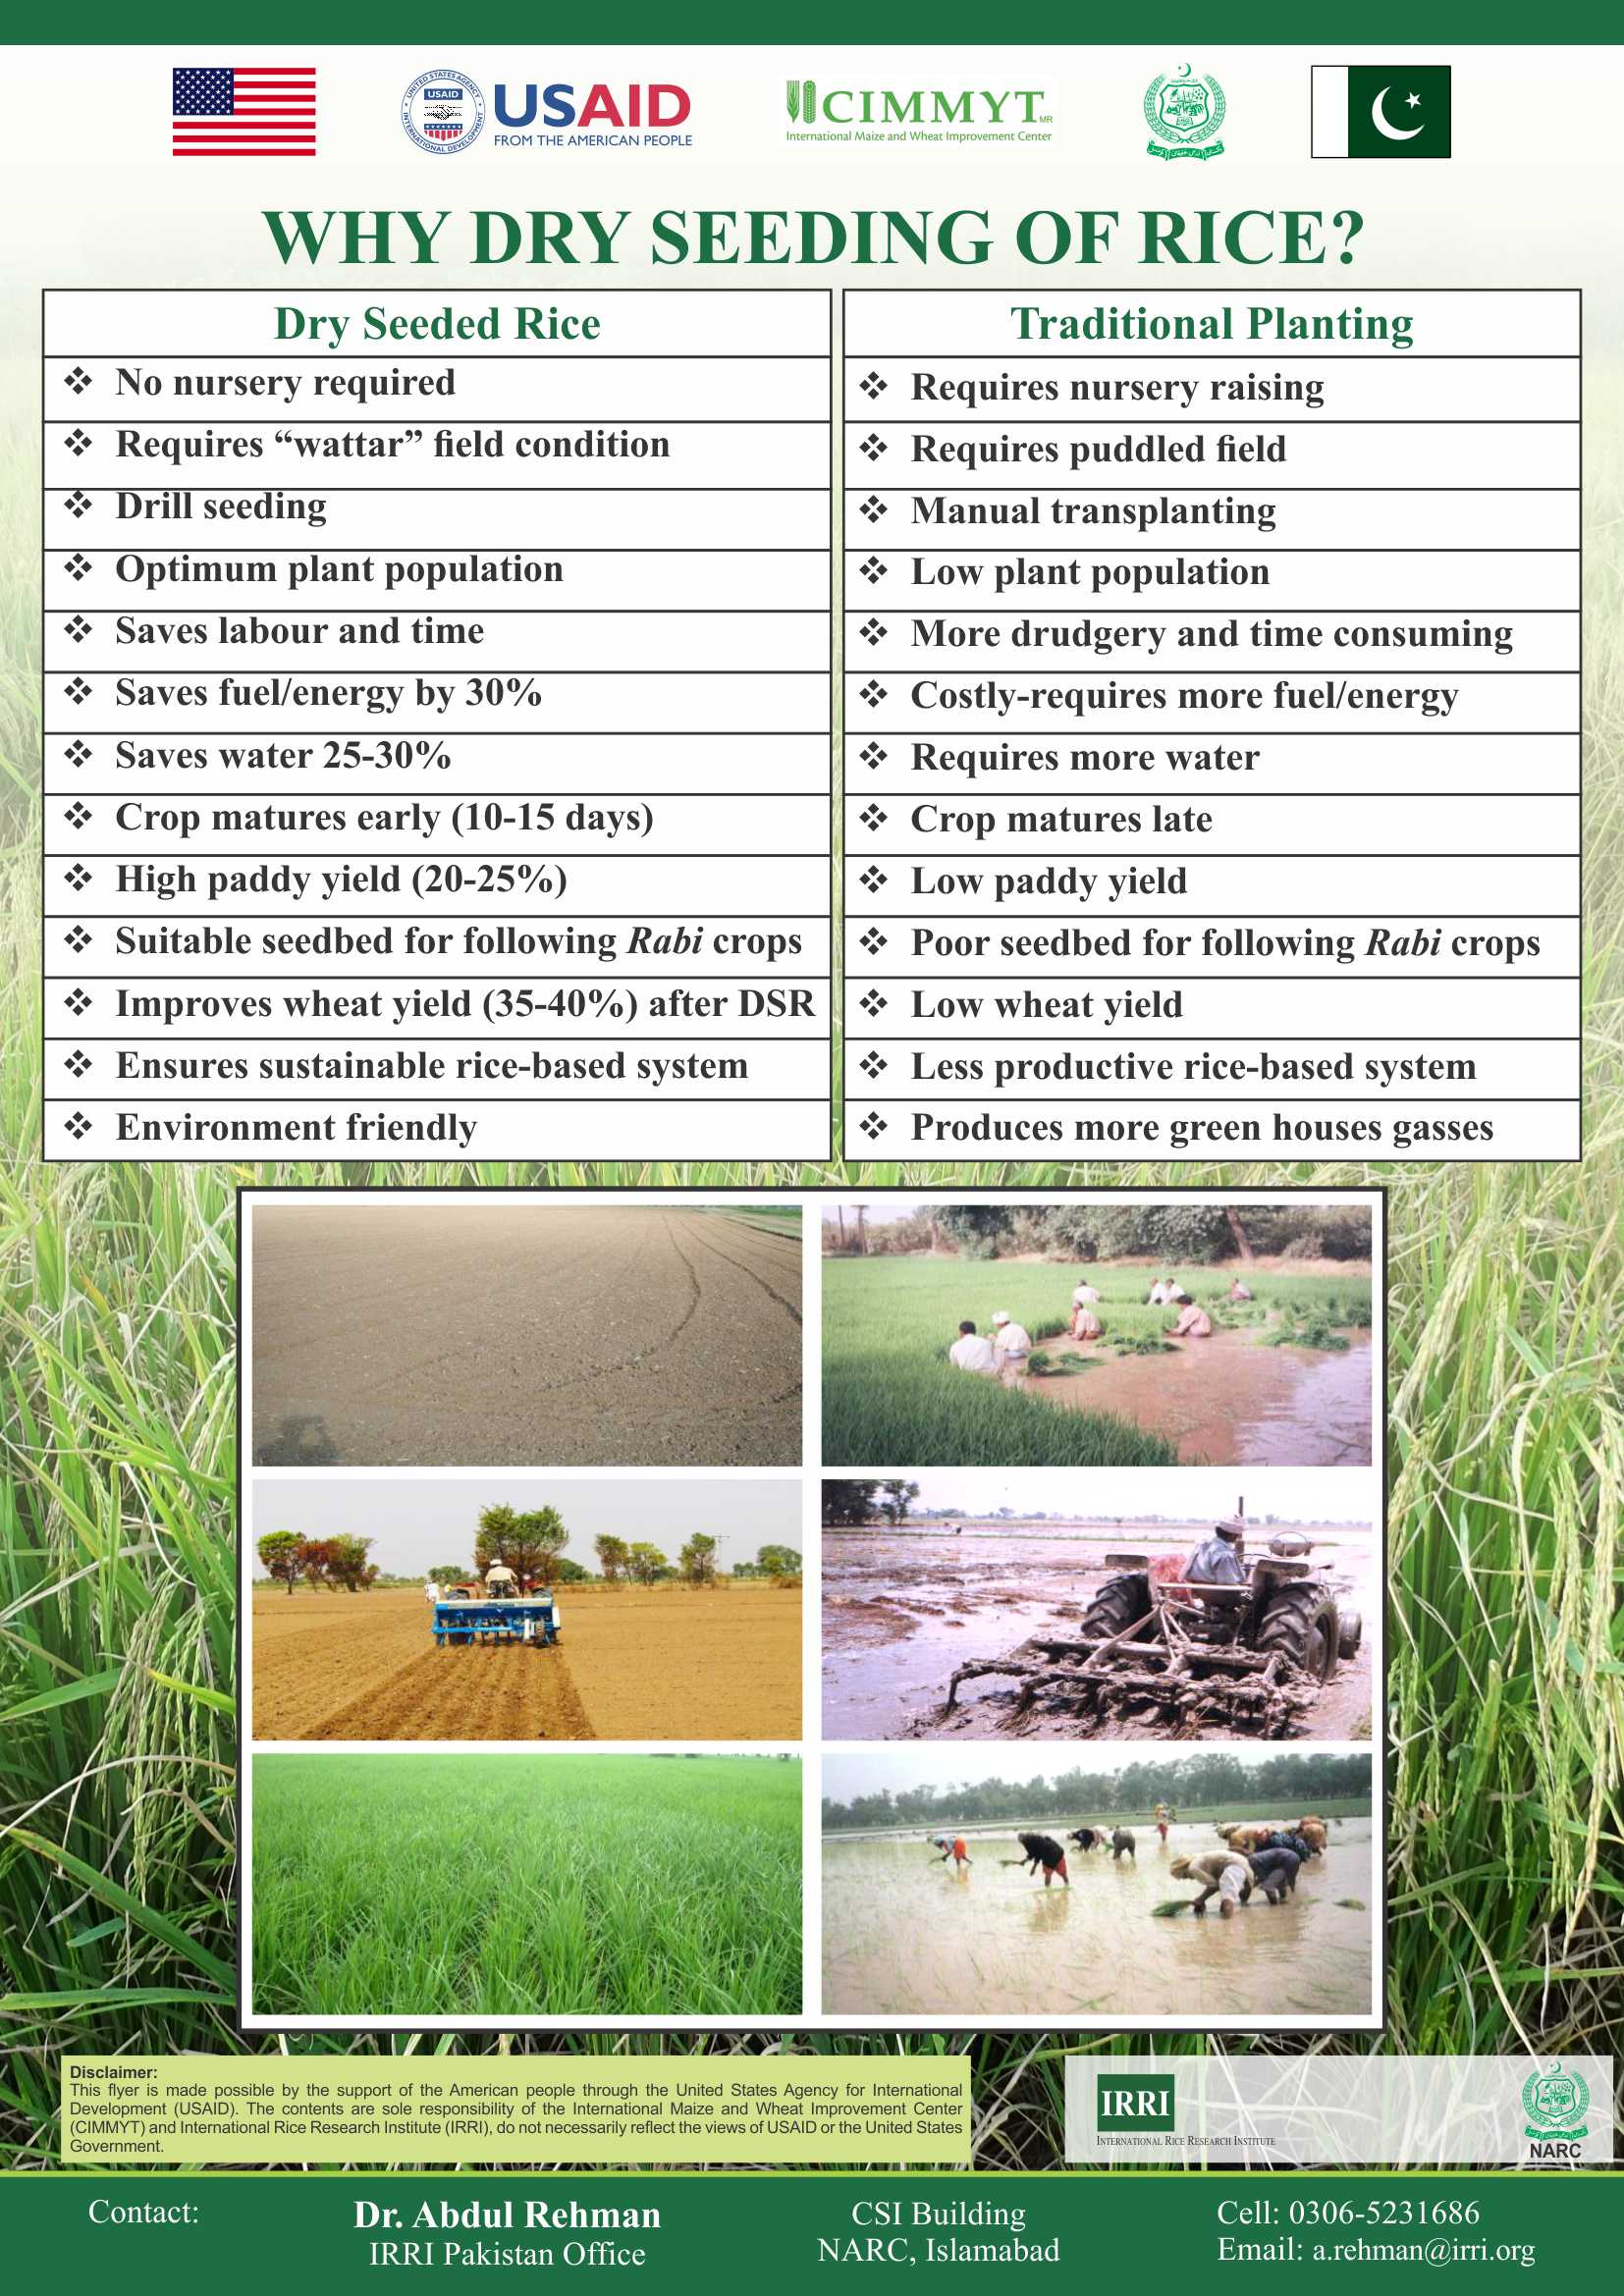 USAID
UNITED STATES AGENCY
INTERNATIONAL DEVELOPMENT
USAID
FROM THE AMERICAN PEOPLE
CIMMYT MR
International Maize and Wheat Improvement Center
WHY DRY SEEDING OF RICE?
Dry Seeded Rice
Traditional Planting
No nursery required
Requires nursery raising
Requires “wattar” field condition
Requires puddled field
Drill seeding
Manual transplanting
Optimum plant population
Low plant population
Saves labour and time
More drudgery and time consuming
Saves fuel/energy by 30%
Costly-requires more fuel/energy
Saves water 25-30%
Requires more water
Crop matures early (10-15 days)
Crop matures late
High paddy yield (20-25%)
Low paddy yield
Suitable seedbed for following Rabi crops
Poor seedbed for following Rabi crops
Improves wheat yield (35-40%) after DSR
Low wheat yield
Ensures sustainable rice-based system
Less productive rice-based system
Environment friendly
Produces more green houses gasses
Disclaimer:
This flyer is made possible by the support of the American people through the United States Agency for International
Development (USAID). The contents are sole responsibility of the International Maize and Wheat Improvement Center
(CIMMYT) and International Rice Research Institute (IRRI), do not necessarily reflect the views of USAID or the United States
Government.
IRRI
INTERNATIONAL RICE RESEARCH INSTITUTE
NARC
Contact:
Dr. Abdul Rehman
IRRI Pakistan Office
CSI Building
NARC, Islamabad
Cell: 0306-5231686
Email: a.rehman@irri.org